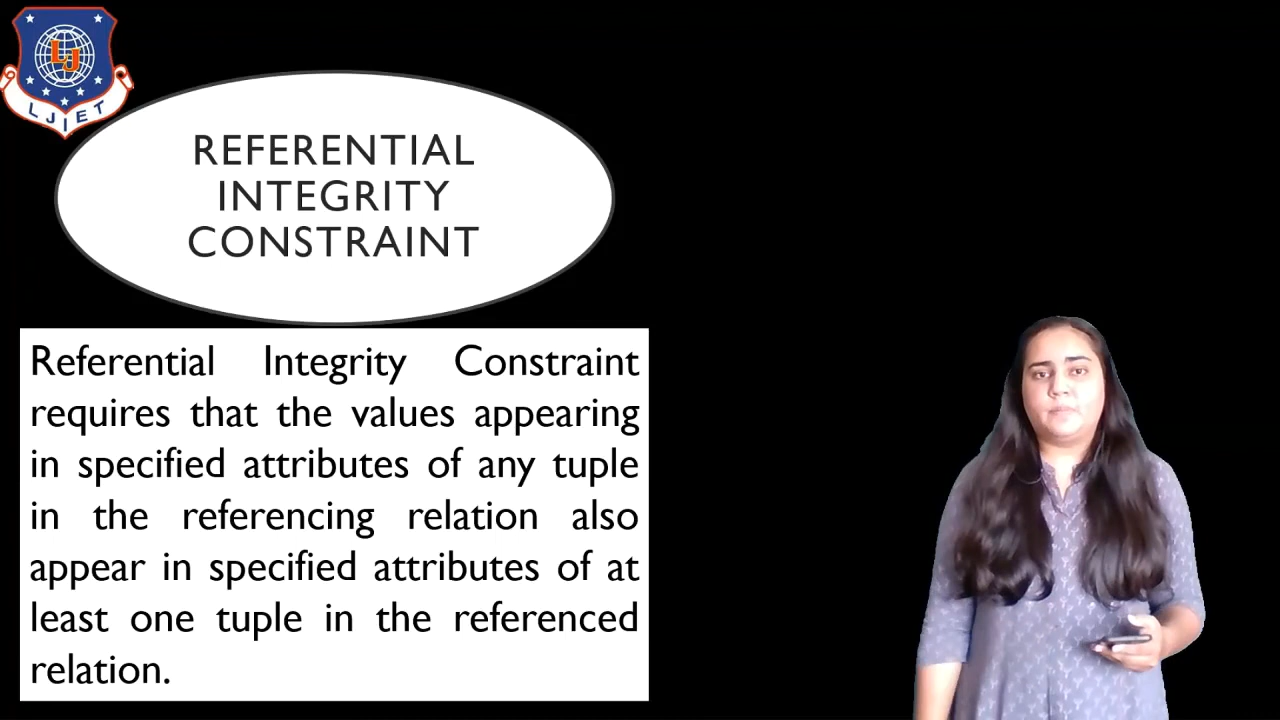 LJ
LJIET
REFERENTIAL
INTEGRITY
CONSTRAINT
Referential Integrity Constraint
requires that the values appearing
in specified attributes of any tuple
in the referencing relation also
appear in specified attributes of at
least one tuple in the referenced
relation.